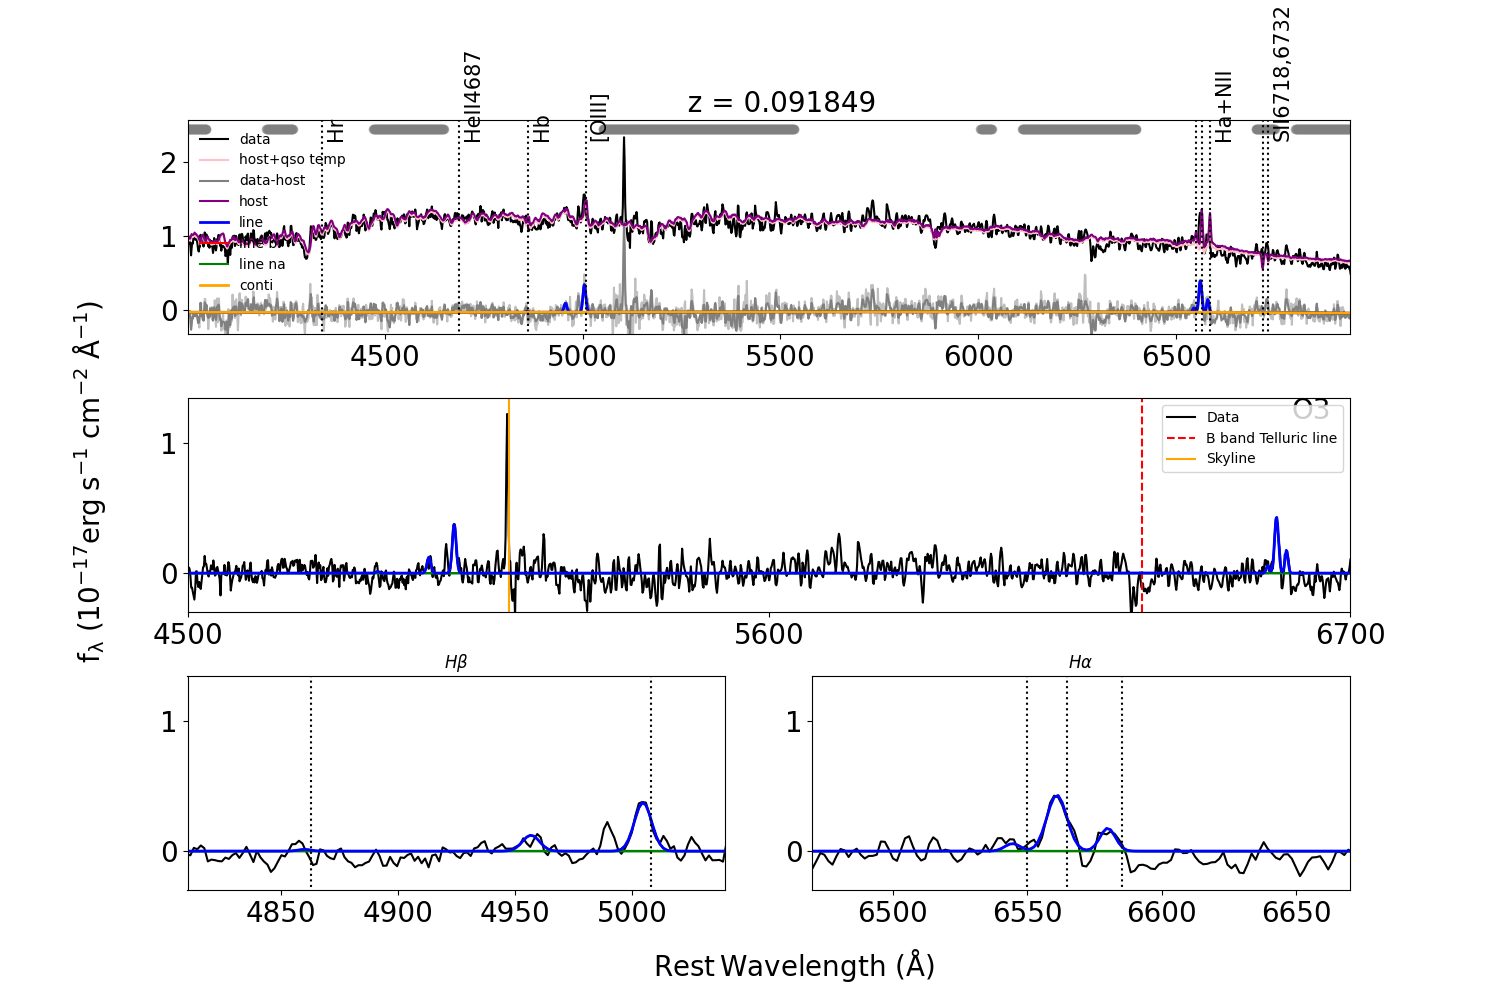 z = 0.091849
Hr
HeII4687
Hb
[OIII]
Ha+NII
SII6718,6732
data
host+qso temp
data-host
host
line
line br
line na
conti
2
1
0
4500
5000
5500
6000
6500
O3
Data
B band Telluric line
Skyline
1
0
4500
5600
6700
Hβ
1
0
4850
4900
4950
5000
Hα
1
0
6500
6550
6600
6650
fλ (10⁻¹⁷erg s⁻¹ cm⁻² Å⁻¹)
Rest Wavelength (Å)